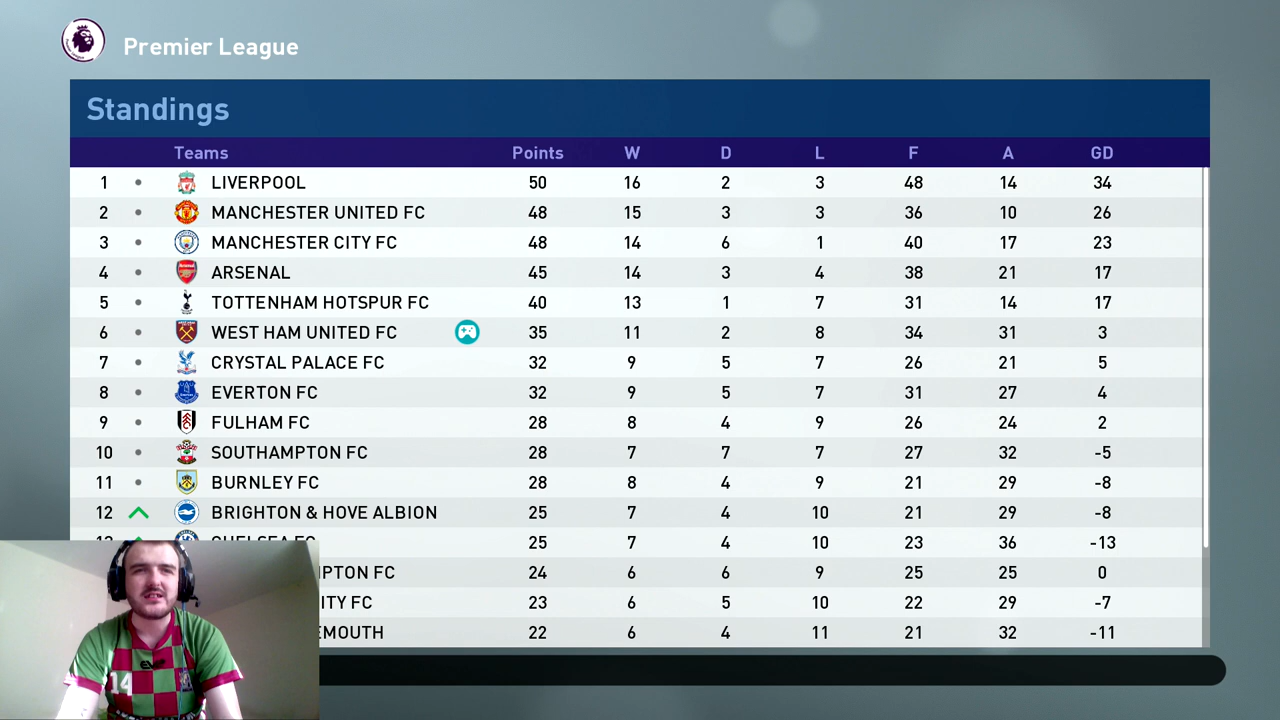 Premier League
Standings
Teams Points W D L F A GD
1 LIVERPOOL 50 16 2 3 48 14 34
2 MANCHESTER UNITED FC 48 15 3 3 36 10 26
3 MANCHESTER CITY FC 48 14 6 1 40 17 23
4 ARSENAL 45 14 3 4 38 21 17
5 TOTTENHAM HOTSPUR FC 40 13 1 7 31 14 17
6 WEST HAM UNITED FC 35 11 2 8 34 31 3
7 CRYSTAL PALACE FC 32 9 5 7 26 21 5
8 EVERTON FC 32 9 5 7 31 27 4
9 FULHAM FC 28 8 4 9 26 24 2
10 SOUTHAMPTON FC 28 7 7 7 27 32 -5
11 BURNLEY FC 28 8 4 9 21 29 -8
12 BRIGHTON & HOVE ALBION 25 7 4 10 21 29 -8
13 CHELSEA FC 25 7 4 10 23 36 -13
MPTON FC 24 6 6 9 25 25 0
ITY FC 23 6 5 10 22 29 -7
EMOUTH 22 6 4 11 21 32 -11
14